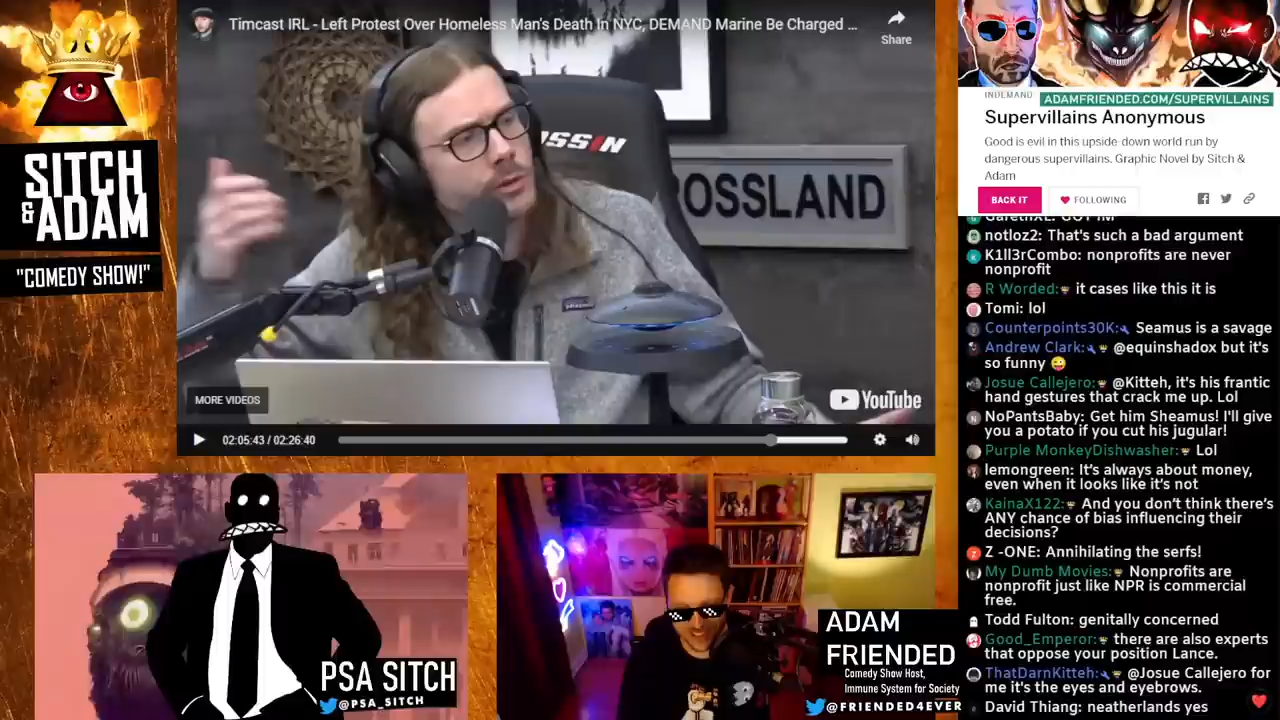 Timcast IRL - Left Protest Over Homeless Man's Death In NYC, DEMAND Marine Be Charged ...
Share
SSIN
ROSSLAND
MORE VIDEOS
YouTube
02:05:43 / 02:26:40
SITCH
& ADAM
"COMEDY SHOW!"
PSA SITCH
@PSA_SITCH
ADAM
FRIENDED
Comedy Show Host,
Immune System for Society
@FRIENDED4EVER
INDEMAND
ADAMFRIENDED.COM/SUPERVILLAINS
Supervillains Anonymous
Good is evil in this upside-down world run by
dangerous supervillains. Graphic Novel by Sitch &
Adam
BACK IT
FOLLOWING
GarethXL: GOT IM
notloz2: That's such a bad argument
K1ll3rCombo: nonprofits are never
nonprofit
R Worded: it cases like this it is
Tomi: lol
Counterpoints30K: Seamus is a savage
Andrew Clark: @equinshadox but it's
so funny 😜
Josue Callejero: @Kitteh, it's his frantic
hand gestures that crack me up. Lol
NoPantsBaby: Get him Sheamus! I'll give
you a potato if you cut his jugular!
Purple MonkeyDishwasher: Lol
lemongreen: It's always about money,
even when it looks like it's not
KainaX122: And you don't think there's
ANY chance of bias influencing their
decisions?
Z -ONE: Annihilating the serfs!
My Dumb Movies: Nonprofits are
nonprofit just like NPR is commercial
free.
Todd Fulton: genitally concerned
Good_Emperor: there are also experts
that oppose your position Lance.
ThatDarnKitteh: @Josue Callejero for
me it's the eyes and eyebrows.
David Thiang: neatherlands yes